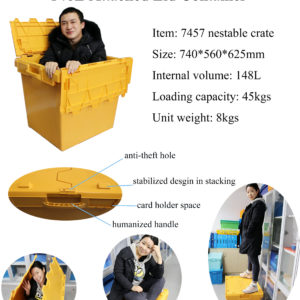 Item: 7457 nestable crate
Size: 740*560*625mm
Internal volume: 148L
Loading capacity: 45kgs
Unit weight: 8kgs
anti-theft hole
stabilized desgin in stacking
card holder space
humanized handle